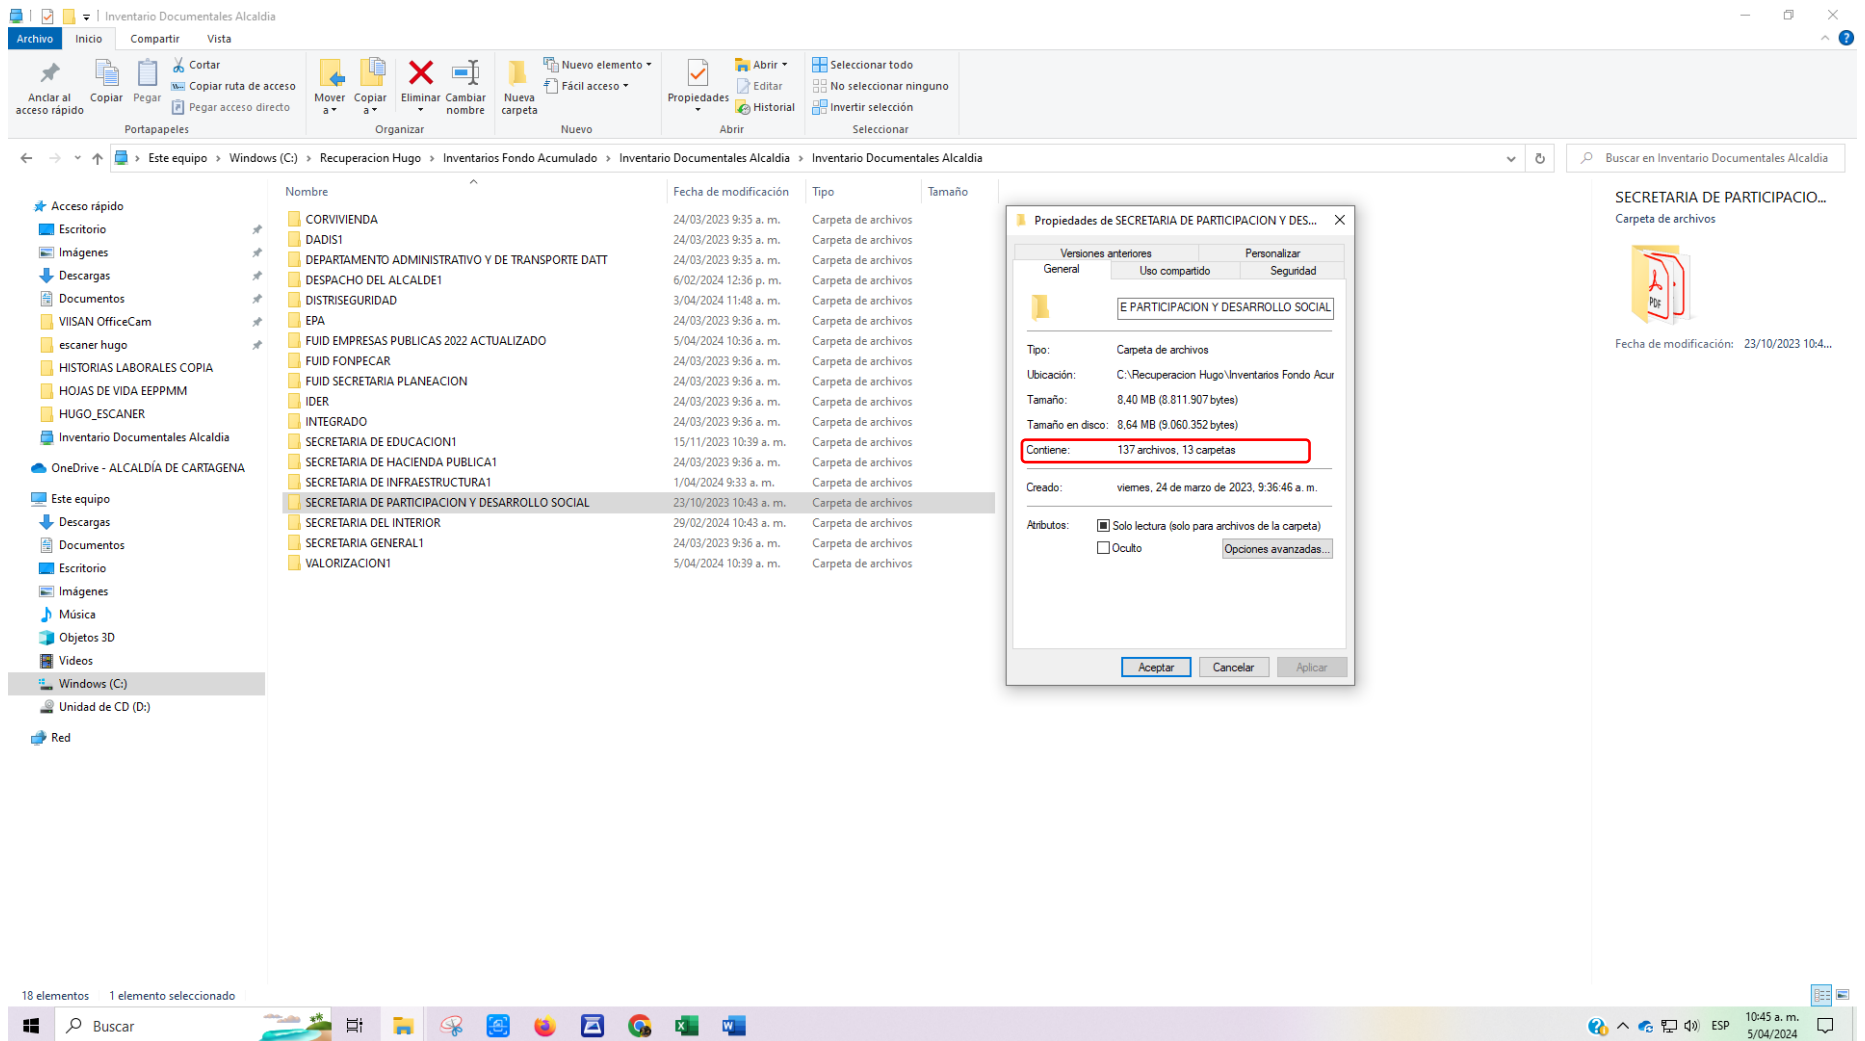 Inventario Documentales Alcaldia
Archivo Inicio Compartir Vista
Anclar al acceso rápido
Copiar
Pegar
Cortar
Copiar ruta de acceso
Pegar acceso directo
Portapapeles
Mover a
Copiar a
Eliminar
Cambiar nombre
Organizar
Nueva carpeta
Nuevo elemento
Fácil acceso
Nuevo
Propiedades
Abrir
Editar
Historial
Abrir
Seleccionar todo
No seleccionar ninguno
Invertir selección
Seleccionar
Este equipo › Windows (C:) › Recuperacion Hugo › Inventarios Fondo Acumulado › Inventario Documentales Alcaldia › Inventario Documentales Alcaldia
Buscar en Inventario Documentales Alcaldia
Acceso rápido
Escritorio
Imágenes
Descargas
Documentos
VIISAN OfficeCam
escaner hugo
HISTORIAS LABORALES COPIA
HOJAS DE VIDA EEPPMM
HUGO_ESCANER
Inventario Documentales Alcaldia
OneDrive - ALCALDÍA DE CARTAGENA
Este equipo
Descargas
Documentos
Escritorio
Imágenes
Música
Objetos 3D
Videos
Windows (C:)
Unidad de CD (D:)
Red
Nombre Fecha de modificación Tipo Tamaño
CORVIVIENDA 24/03/2023 9:35 a. m. Carpeta de archivos
DADIS1 24/03/2023 9:35 a. m. Carpeta de archivos
DEPARTAMENTO ADMINISTRATIVO Y DE TRANSPORTE DATT 24/03/2023 9:35 a. m. Carpeta de archivos
DESPACHO DEL ALCALDE1 6/02/2024 12:36 p. m. Carpeta de archivos
DISTRISEGURIDAD 3/04/2024 11:48 a. m. Carpeta de archivos
EPA 24/03/2023 9:36 a. m. Carpeta de archivos
FUID EMPRESAS PUBLICAS 2022 ACTUALIZADO 5/04/2024 10:36 a. m. Carpeta de archivos
FUID FONPECAR 24/03/2023 9:36 a. m. Carpeta de archivos
FUID SECRETARIA PLANEACION 24/03/2023 9:36 a. m. Carpeta de archivos
IDER 24/03/2023 9:36 a. m. Carpeta de archivos
INTEGRADO 24/03/2023 9:36 a. m. Carpeta de archivos
SECRETARIA DE EDUCACION1 15/11/2023 10:39 a. m. Carpeta de archivos
SECRETARIA DE HACIENDA PUBLICA1 24/03/2023 9:36 a. m. Carpeta de archivos
SECRETARIA DE INFRAESTRUCTURA1 1/04/2024 9:33 a. m. Carpeta de archivos
SECRETARIA DE PARTICIPACION Y DESARROLLO SOCIAL 23/10/2023 10:43 a. m. Carpeta de archivos
SECRETARIA DEL INTERIOR 29/02/2024 10:43 a. m. Carpeta de archivos
SECRETARIA GENERAL1 24/03/2023 9:36 a. m. Carpeta de archivos
VALORIZACION1 5/04/2024 10:39 a. m. Carpeta de archivos
Propiedades de SECRETARIA DE PARTICIPACION Y DES...
Versiones anteriores Personalizar
General Uso compartido Seguridad
E PARTICIPACION Y DESARROLLO SOCIAL
Tipo: Carpeta de archivos
Ubicación: C:\Recuperacion Hugo\Inventarios Fondo Acur
Tamaño: 8,40 MB (8.811.907 bytes)
Tamaño en disco: 8,64 MB (9.060.352 bytes)
Contiene: 137 archivos, 13 carpetas
Creado: viernes, 24 de marzo de 2023, 9:36:46 a. m.
Atributos: Solo lectura (solo para archivos de la carpeta)
Oculto Opciones avanzadas...
Aceptar Cancelar Aplicar
SECRETARIA DE PARTICIPACIO...
Carpeta de archivos
PDF
Fecha de modificación: 23/10/2023 10:4...
18 elementos 1 elemento seleccionado
Buscar
ESP
10:45 a. m.
5/04/2024